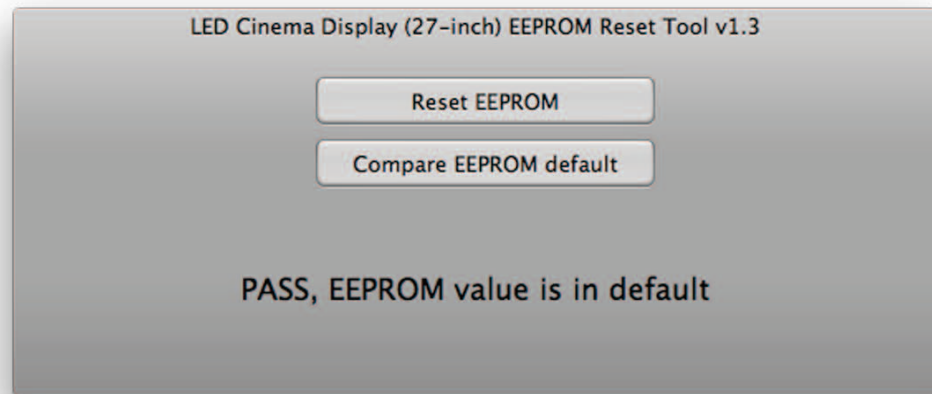 LED Cinema Display (27-inch) EEPROM Reset Tool v1.3
Reset EEPROM
Compare EEPROM default
PASS, EEPROM value is in default